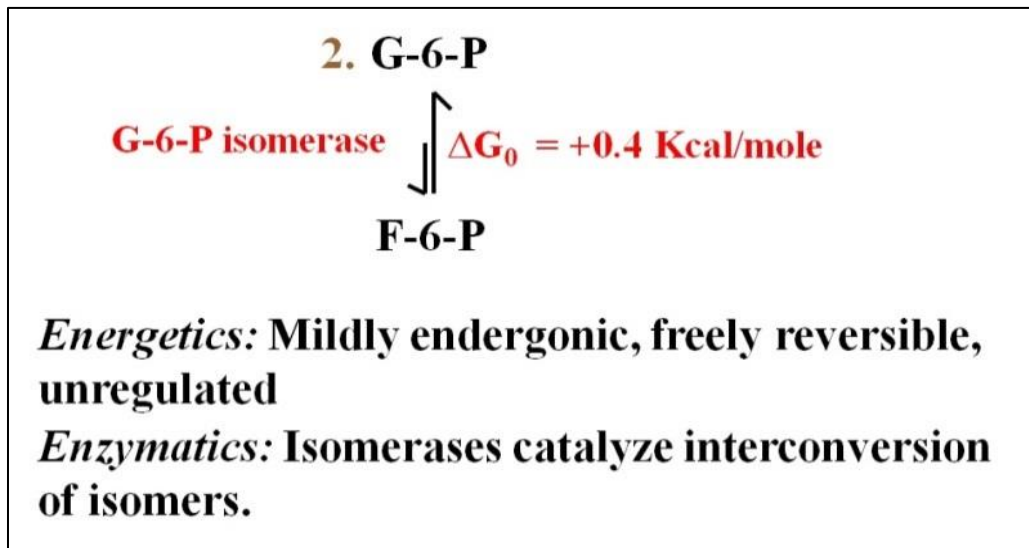 2. G-6-P
G-6-P isomerase ΔG₀ = +0.4 Kcal/mole
F-6-P
Energetics: Mildly endergonic, freely reversible,
unregulated
Enzymatics: Isomerases catalyze interconversion
of isomers.